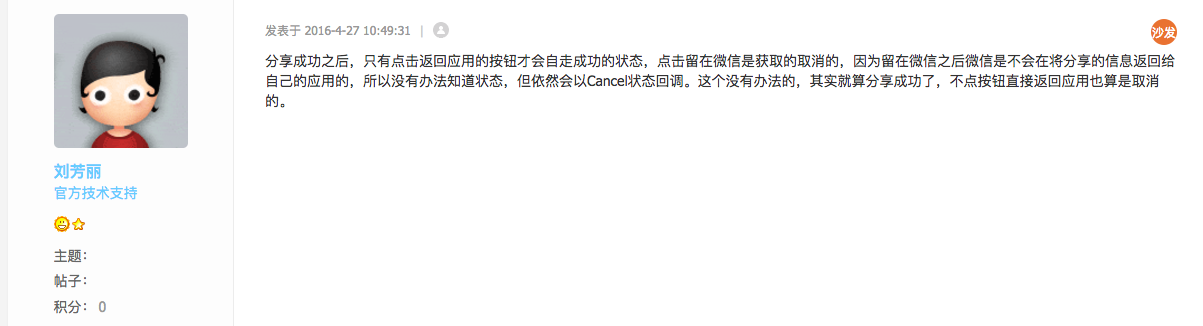 发表于 2016-4-27 10:49:31 |
沙发
分享成功之后，只有点击返回应用的按钮才会自走成功的状态，点击留在微信是获取的取消的，因为留在微信之后微信是不会在将分享的信息返回给
自己的应用的，所以没有办法知道状态，但依然会以Cancel状态回调。这个没有办法的，其实就算分享成功了，不点按钮直接返回应用也算是取消
的。
刘芳丽
官方技术支持
主题：
帖子：
积分： 0